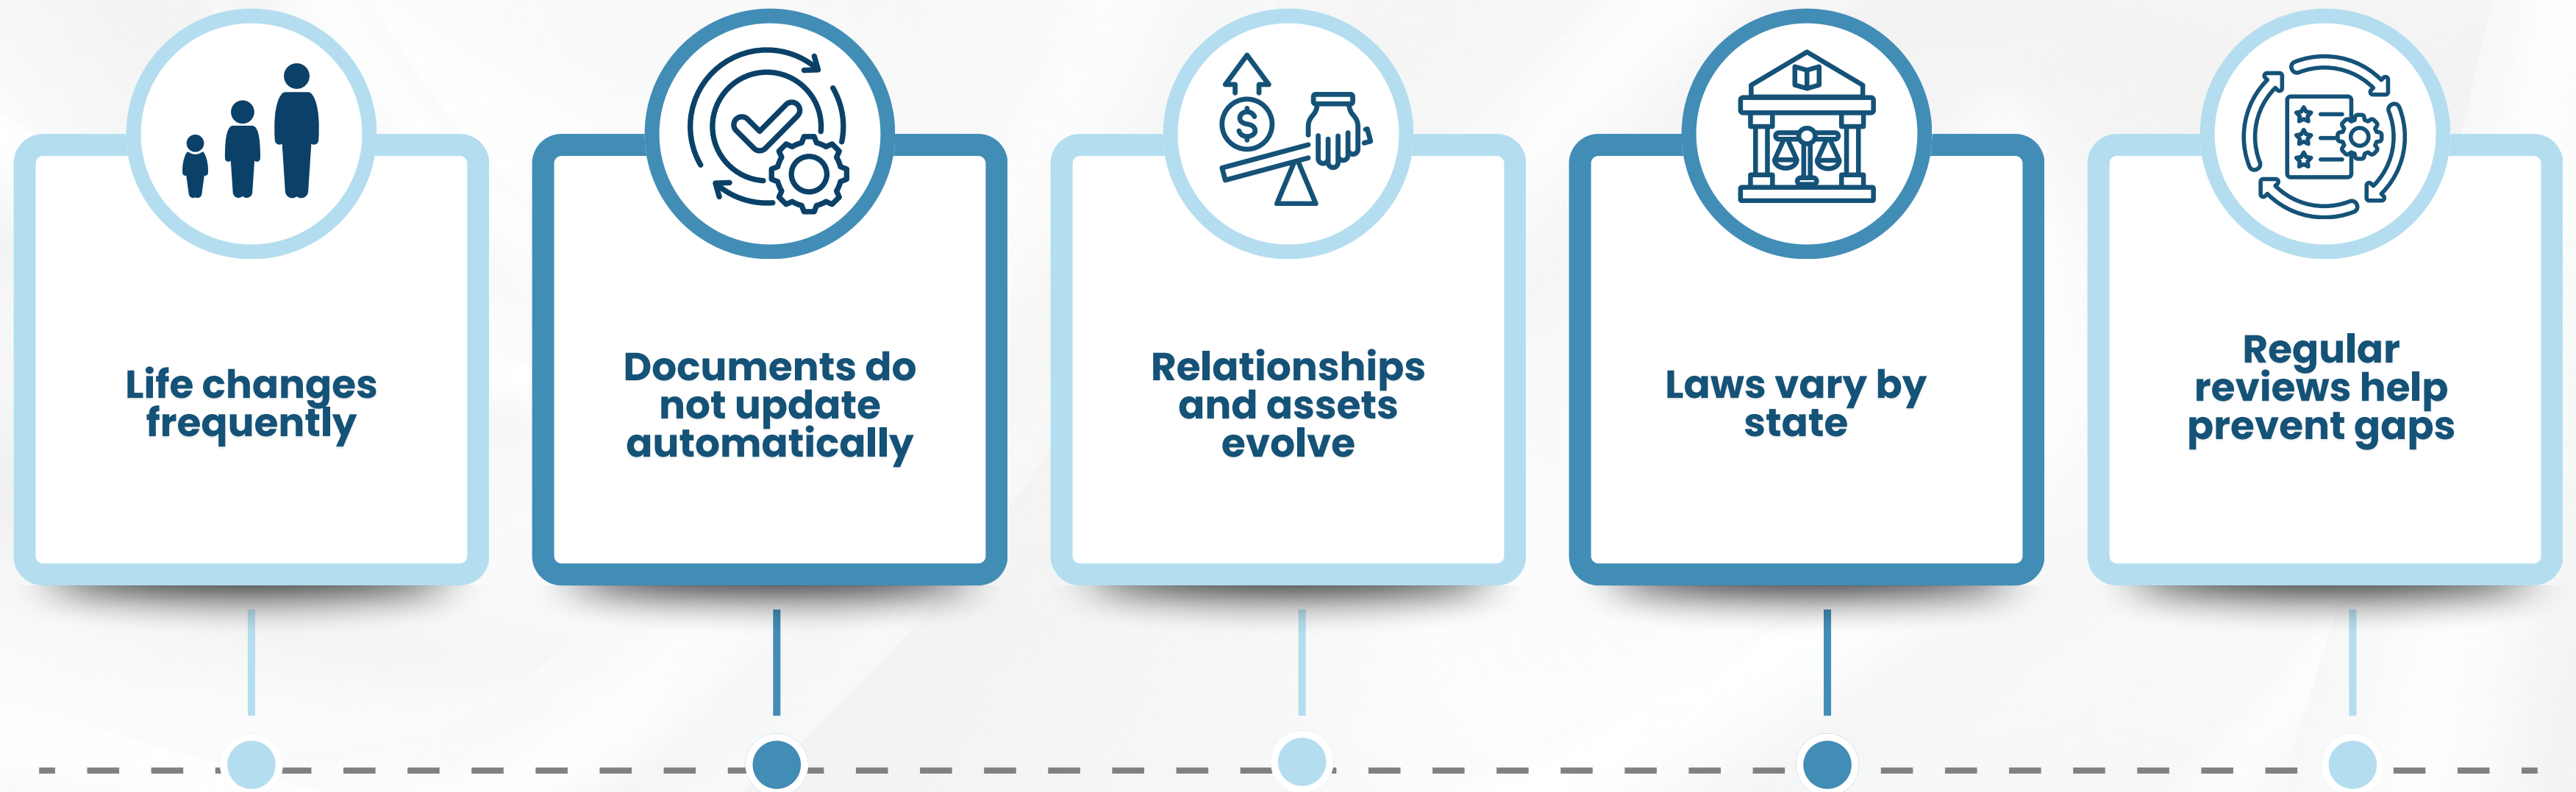 Life changes
frequently
Documents do
not update
automatically
Relationships
and assets
evolve
Laws vary by
state
Regular
reviews help
prevent gaps